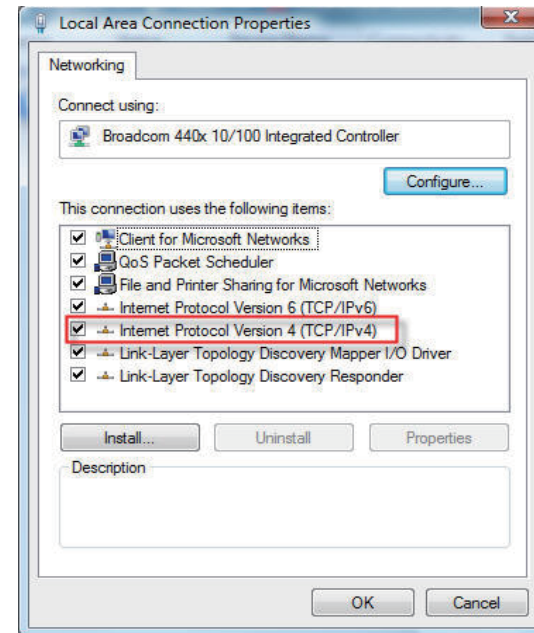 Local Area Connection Properties
Networking
Connect using:
Broadcom 440x 10/100 Integrated Controller
Configure...
This connection uses the following items:
Client for Microsoft Networks
QoS Packet Scheduler
File and Printer Sharing for Microsoft Networks
Internet Protocol Version 6 (TCP/IPv6)
Internet Protocol Version 4 (TCP/IPv4)
Link-Layer Topology Discovery Mapper I/O Driver
Link-Layer Topology Discovery Responder
Install... Uninstall Properties
Description
OK Cancel